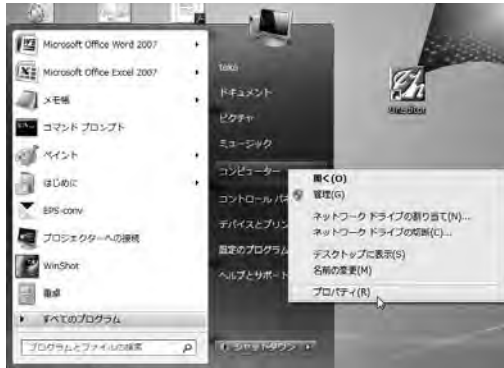 Microsoft Office Word 2007
Microsoft Office Excel 2007
メモ帳
コマンド プロンプト
ペイント
はじめに
EPS-conv
プロジェクターへの接続
WinShot
電卓
すべてのプログラム
プログラムとファイルの検索
ドキュメント
ピクチャ
ミュージック
コンピューター
コントロール パネ
デバイスとプリン
既定のプログラム
ヘルプとサポート
シャットダウン
開く(O)
管理(G)
ネットワーク ドライブの割り当て(N)...
ネットワーク ドライブの切断(C)...
デスクトップに表示(S)
名前の変更(M)
プロパティ(R)